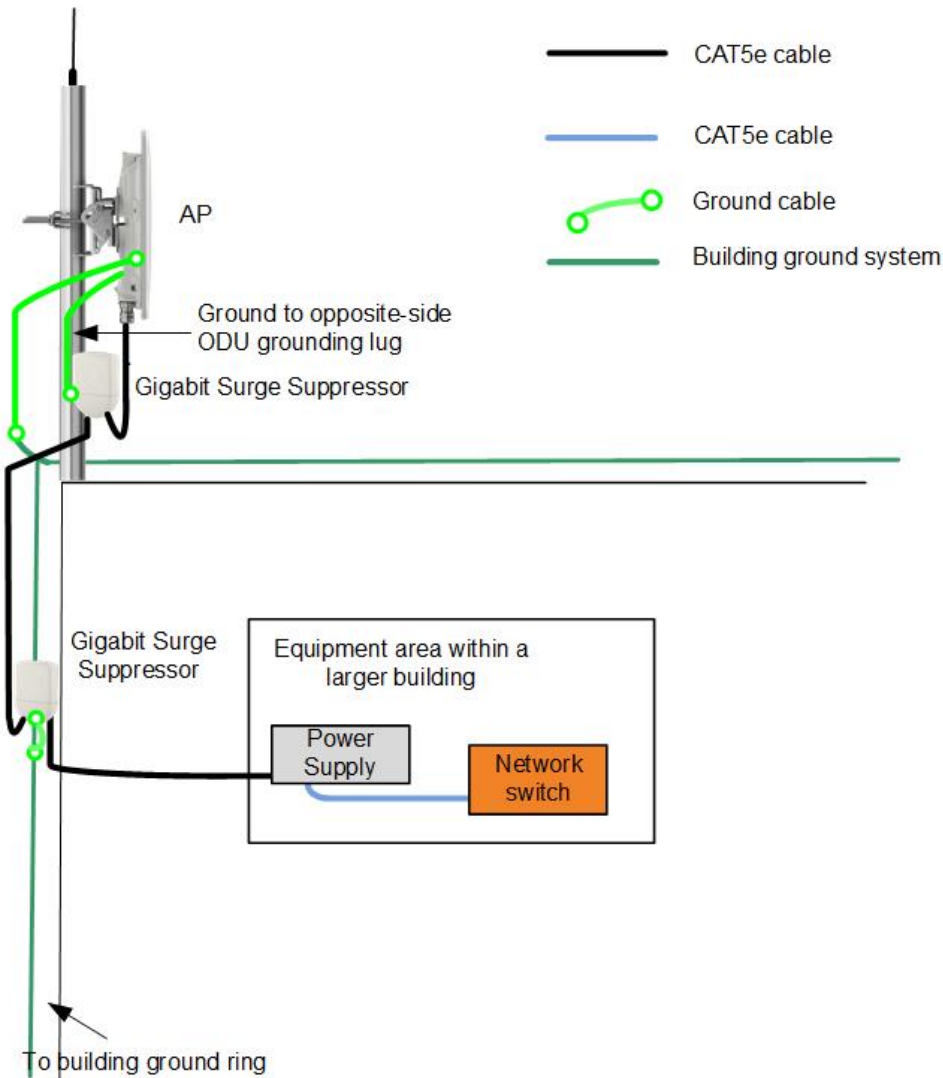 CAT5e cable
CAT5e cable
Ground cable
Building ground system
AP
Ground to opposite-side
ODU grounding lug
Gigabit Surge Suppressor
Gigabit Surge
Suppressor
Equipment area within a
larger building
Power
Supply
Network
switch
To building ground ring